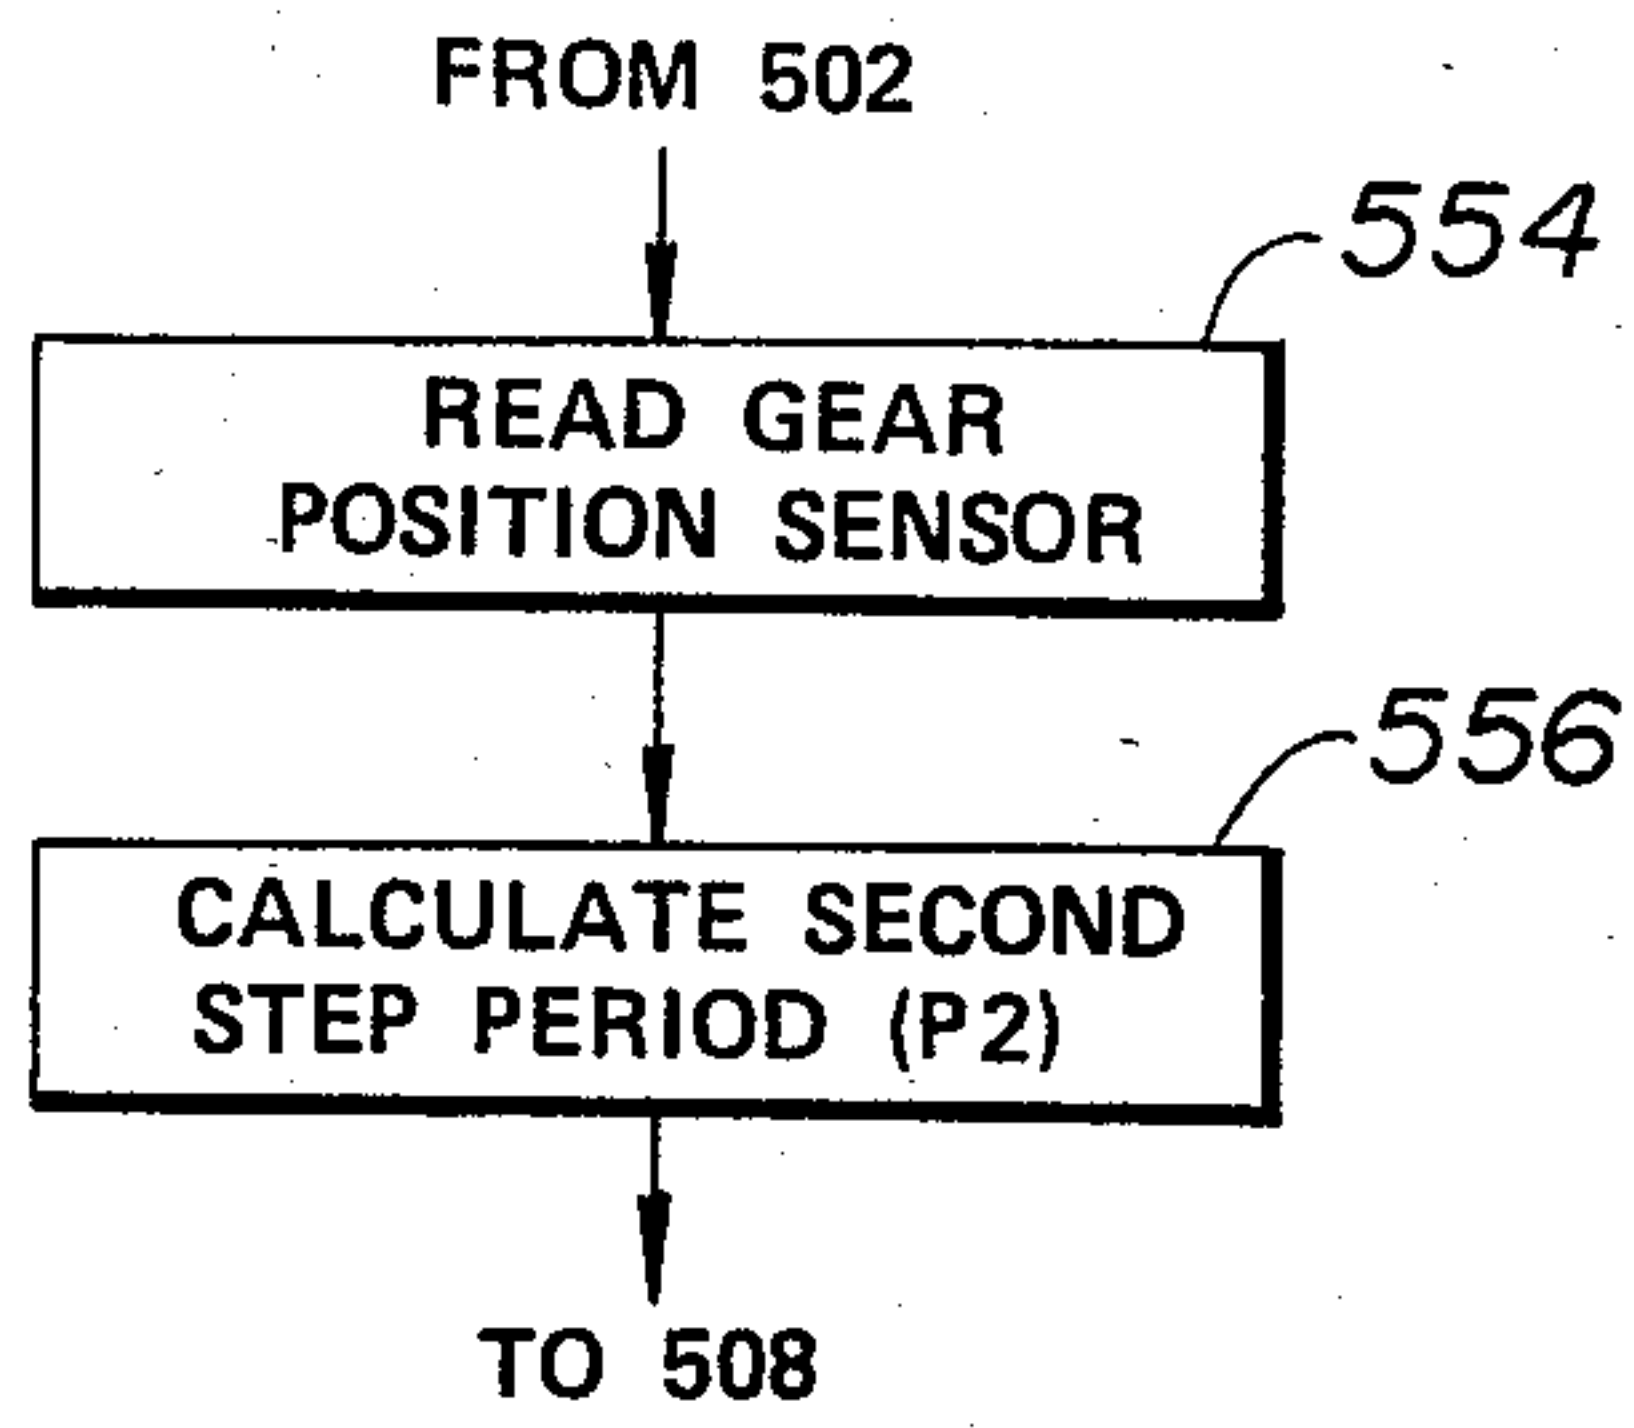 FROM 502
554
READ GEAR
POSITION SENSOR
556
CALCULATE SECOND
STEP PERIOD (P2)
TO 508